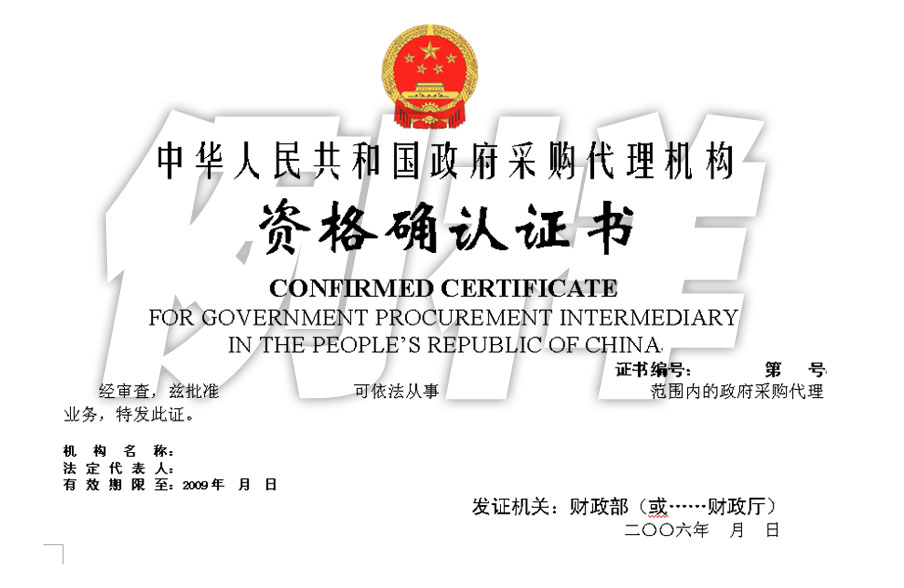 例样
中华人民共和国政府采购代理机构
资格确认证书
CONFIRMED CERTIFICATE
FOR GOVERNMENT PROCUREMENT INTERMEDIARY
IN THE PEOPLE'S REPUBLIC OF CHINA
证书编号： 第 号
经审查，兹批准 可依法从事 范围内的政府采购代理
业务，特发此证。
机 构 名 称：
法 定 代 表 人：
有 效 期 限 至：2009年 月 日
发证机关：财政部（或……财政厅）
二〇〇六年 月 日